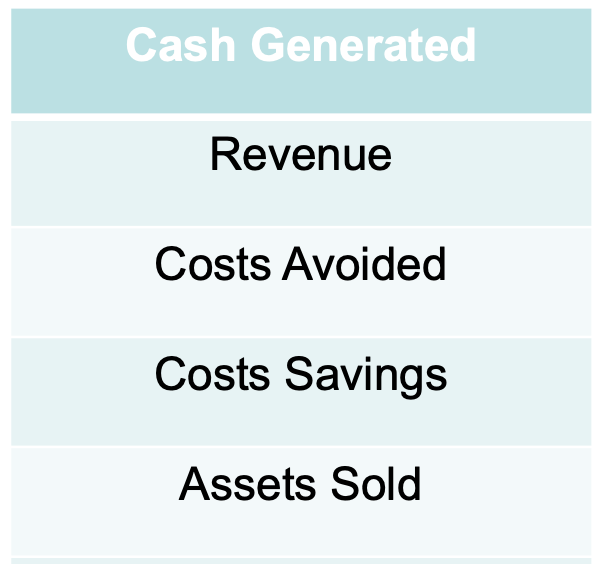 Cash Generated
Revenue
Costs Avoided
Costs Savings
Assets Sold